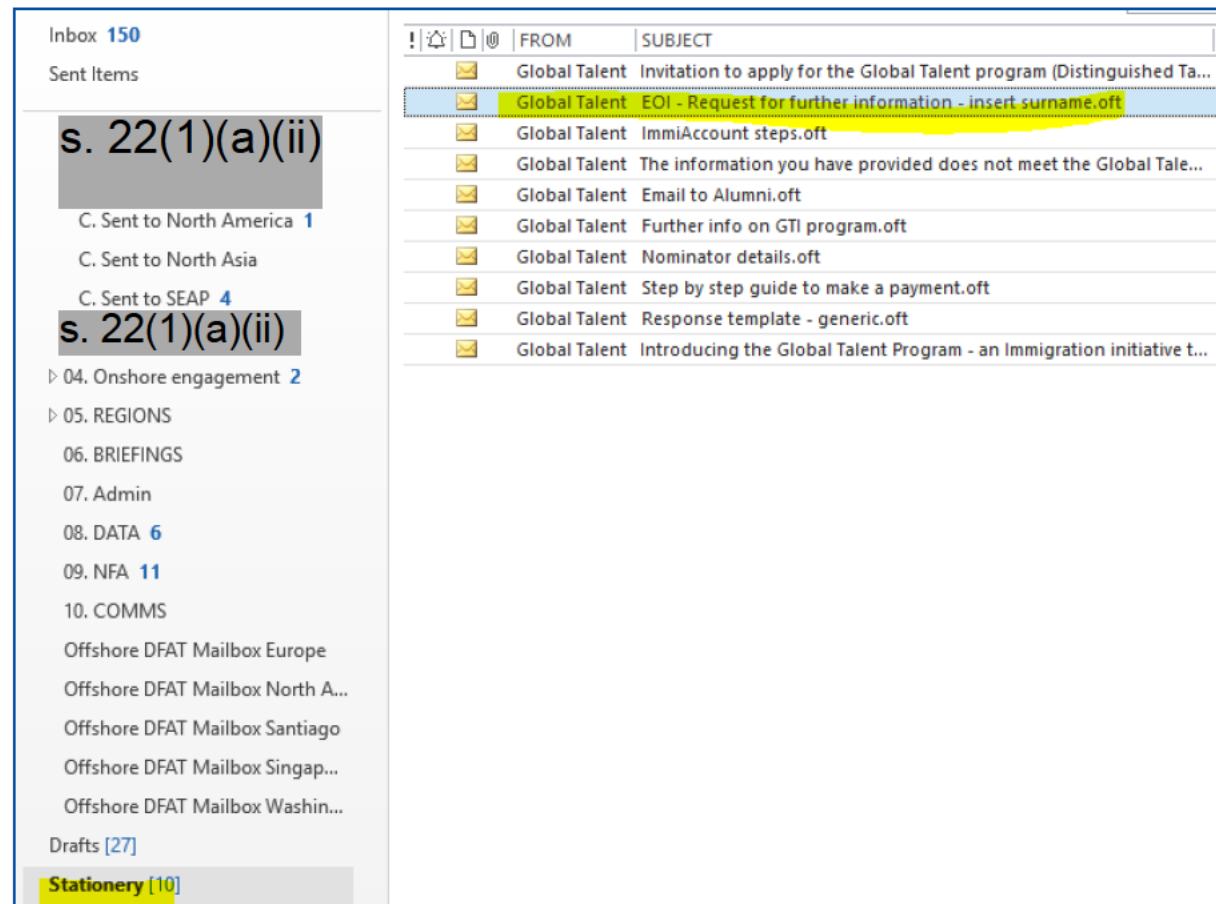 Inbox 150
Sent Items
s. 22(1)(a)(ii)
C. Sent to North America 1
C. Sent to North Asia
C. Sent to SEAP 4
s. 22(1)(a)(ii)
04. Onshore engagement 2
05. REGIONS
06. BRIEFINGS
07. Admin
08. DATA 6
09. NFA 11
10. COMMS
Offshore DFAT Mailbox Europe
Offshore DFAT Mailbox North A...
Offshore DFAT Mailbox Santiago
Offshore DFAT Mailbox Singap...
Offshore DFAT Mailbox Washin...
Drafts [27]
Stationery [10]
! FROM SUBJECT
Global Talent Invitation to apply for the Global Talent program (Distinguished Ta...
Global Talent EOI - Request for further information - insert surname.oft
Global Talent ImmiAccount steps.oft
Global Talent The information you have provided does not meet the Global Tale...
Global Talent Email to Alumni.oft
Global Talent Further info on GTI program.oft
Global Talent Nominator details.oft
Global Talent Step by step guide to make a payment.oft
Global Talent Response template - generic.oft
Global Talent Introducing the Global Talent Program - an Immigration initiative t...